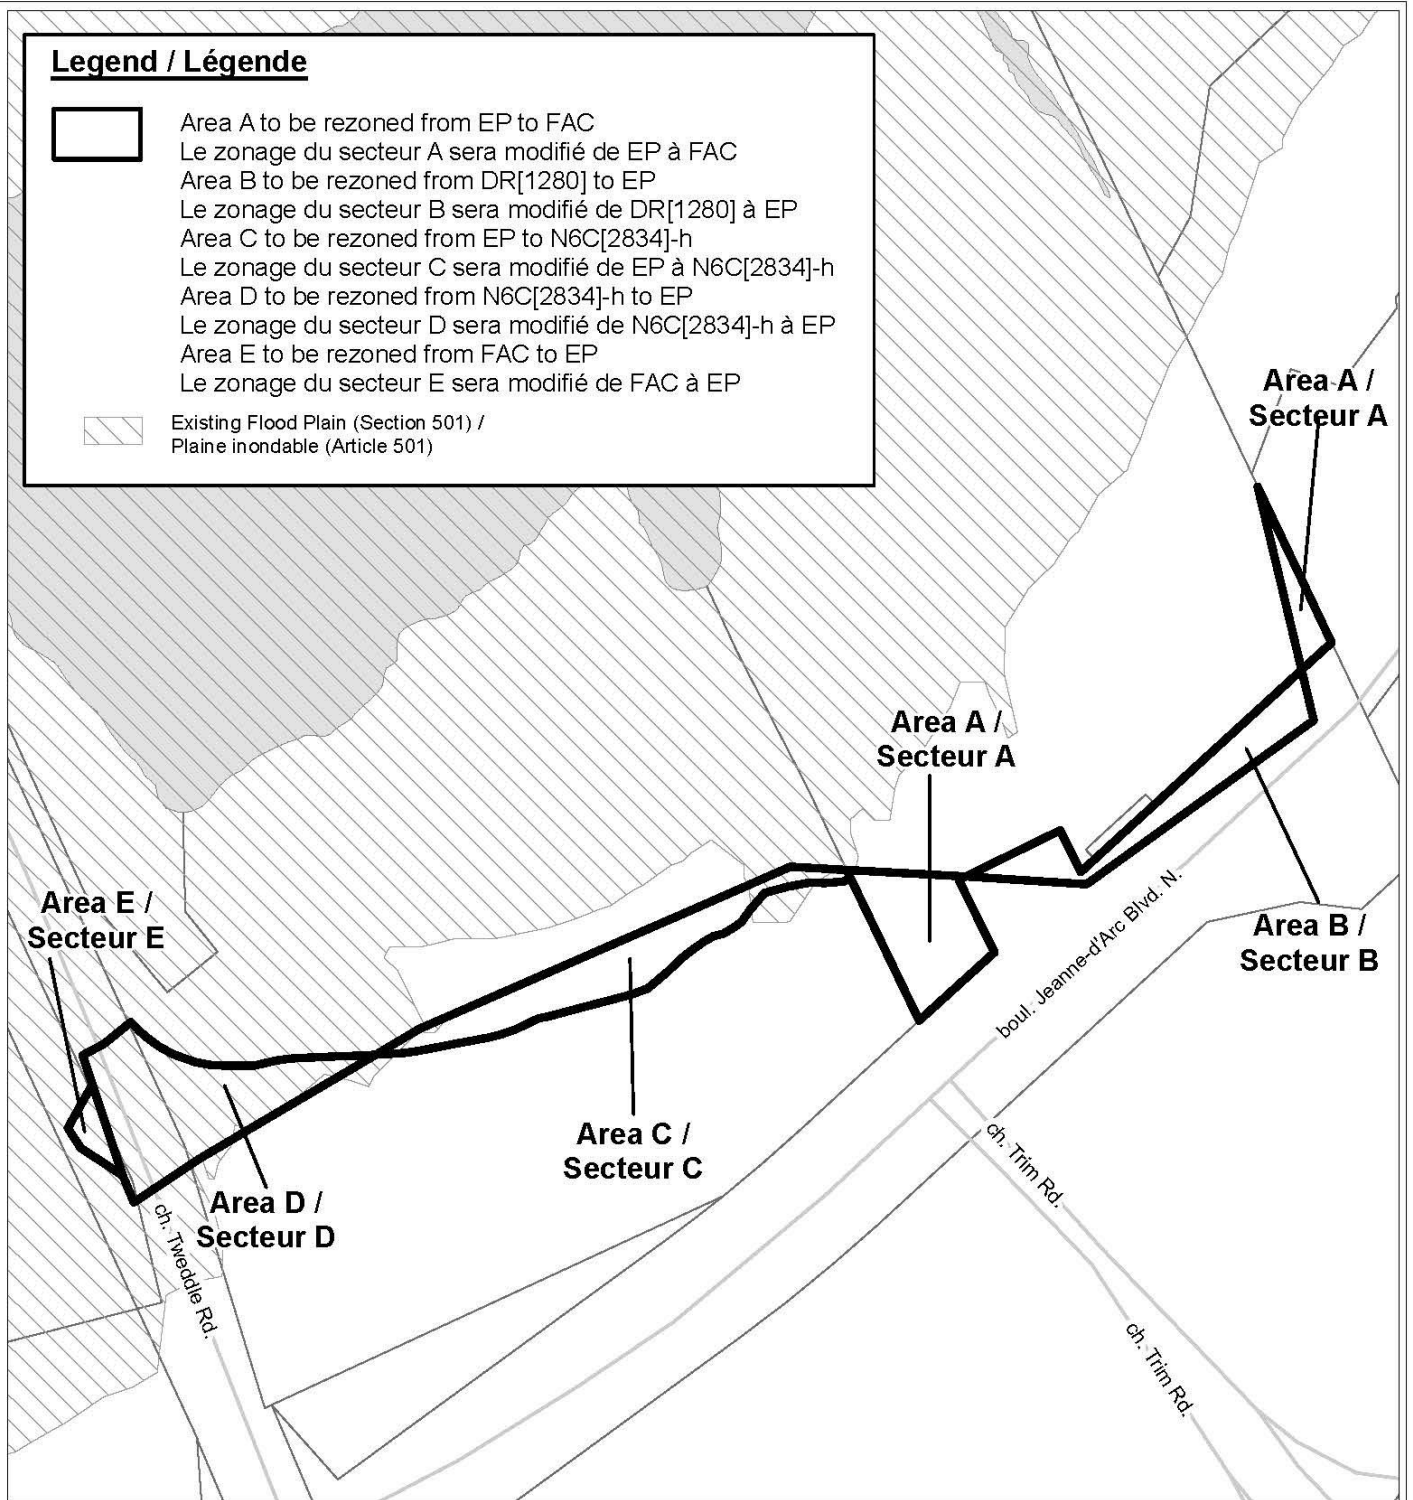 Legend / Légende
Area A to be rezoned from EP to FAC
Le zonage du secteur A sera modifié de EP à FAC
Area B to be rezoned from DR[1280] to EP
Le zonage du secteur B sera modifié de DR[1280] à EP
Area C to be rezoned from EP to N6C[2834]-h
Le zonage du secteur C sera modifié de EP à N6C[2834]-h
Area D to be rezoned from N6C[2834]-h to EP
Le zonage du secteur D sera modifié de N6C[2834]-h à EP
Area E to be rezoned from FAC to EP
Le zonage du secteur E sera modifié de FAC à EP
Existing Flood Plain (Section 501) /
Plaine inondable (Article 501)
Area A /
Secteur A
Area A /
Secteur A
Area E /
Secteur E
Area B /
Secteur B
boul. Jeanne-d'Arc Blvd. N.
Area C /
Secteur C
ch. Trim Rd.
Area D /
Secteur D
ch. Tweddle Rd.
ch. Trim Rd.